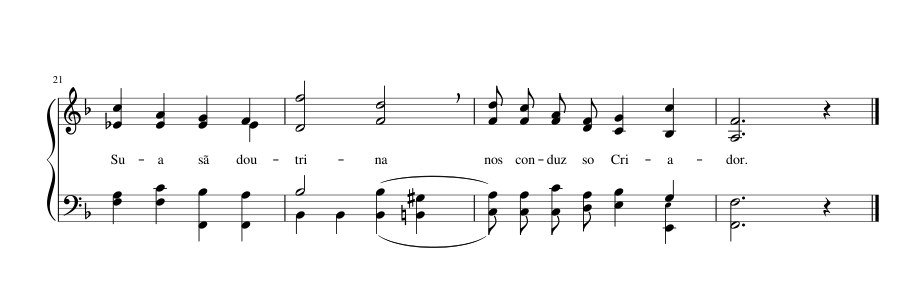 21
Su - a sã dou - tri - na nos con - duz so Cri - a - dor.